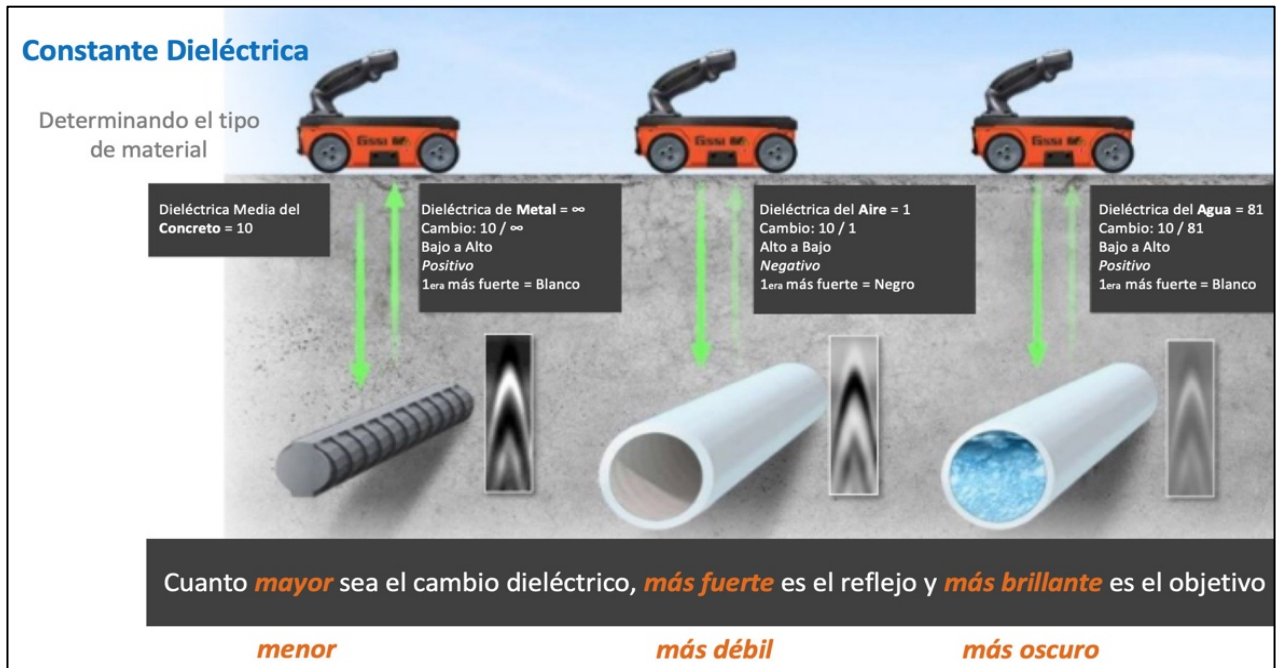 Constante Dieléctrica
Determinando el tipo
de material
GSSI
GSSI
GSSI
Dieléctrica Media del
Concreto = 10
Dieléctrica de Metal = ∞
Cambio: 10 / ∞
Bajo a Alto
Positivo
1era más fuerte = Blanco
Dieléctrica del Aire = 1
Cambio: 10 / 1
Alto a Bajo
Negativo
1era más fuerte = Negro
Dieléctrica del Agua = 81
Cambio: 10 / 81
Bajo a Alto
Positivo
1era más fuerte = Blanco
Cuanto mayor sea el cambio dieléctrico, más fuerte es el reflejo y más brillante es el objetivo
menor más débil más oscuro